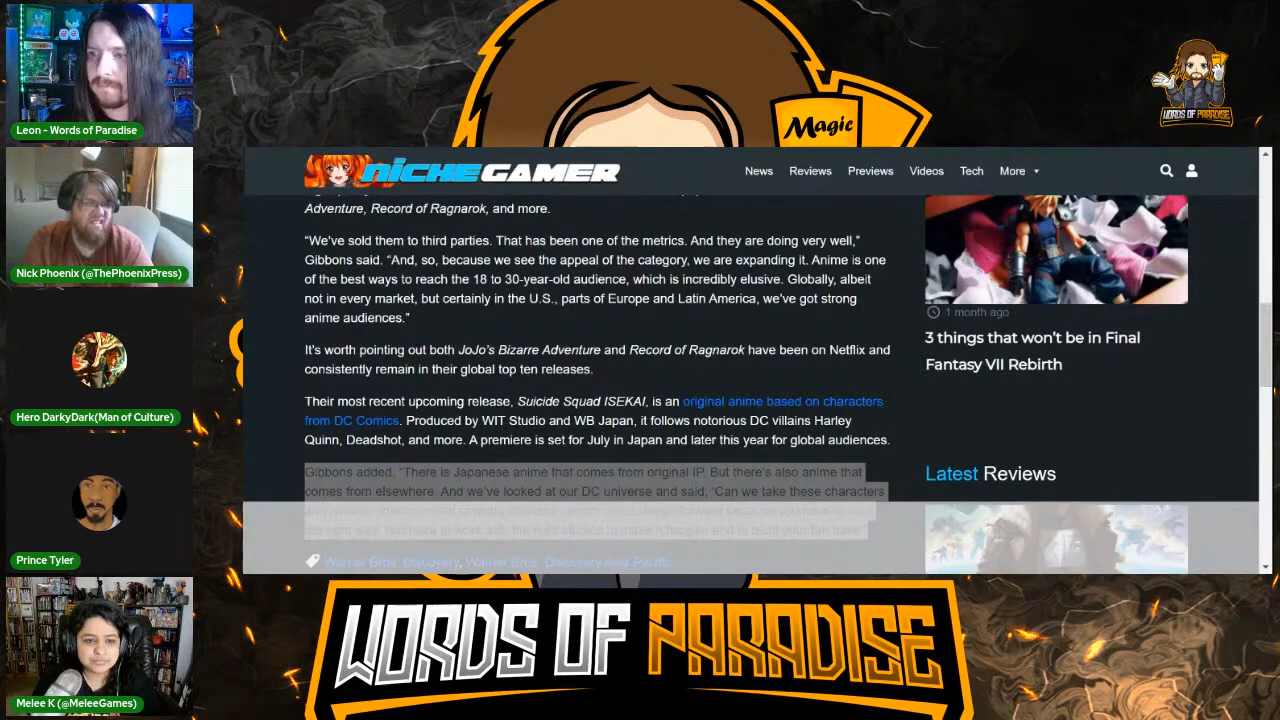 Leon - Words of Paradise
Nick Phoenix (@ThePhoenixPress)
Hero DarkyDark(Man of Culture)
Prince Tyler
Melee K (@MeleeGames)
Magic
WORDS OF PARADISE
NICHEGAMER
News Reviews Previews Videos Tech More
Adventure, Record of Ragnarok, and more.
“We’ve sold them to third parties. That has been one of the metrics. And they are doing very well,”
Gibbons said. “And, so, because we see the appeal of the category, we are expanding it. Anime is one
of the best ways to reach the 18 to 30-year-old audience, which is incredibly elusive. Globally, albeit
not in every market, but certainly in the U.S., parts of Europe and Latin America, we’ve got strong
anime audiences.”
It’s worth pointing out both JoJo’s Bizarre Adventure and Record of Ragnarok have been on Netflix and
consistently remain in their global top ten releases.
Their most recent upcoming release, Suicide Squad ISEKAI, is an original anime based on characters
from DC Comics. Produced by WIT Studio and WB Japan, it follows notorious DC villains Harley
Quinn, Deadshot, and more. A premiere is set for July in Japan and later this year for global audiences.
Gibbons added, “There is Japanese anime that comes from original IP. But there’s also anime that
comes from elsewhere. And we’ve looked at our DC universe and said, ‘Can we take these characters
Warner Bros. Discovery, Warner Bros. Discovery Asia-Pacific
1 month ago
3 things that won’t be in Final
Fantasy VII Rebirth
Latest Reviews
WORDS OF PARADISE